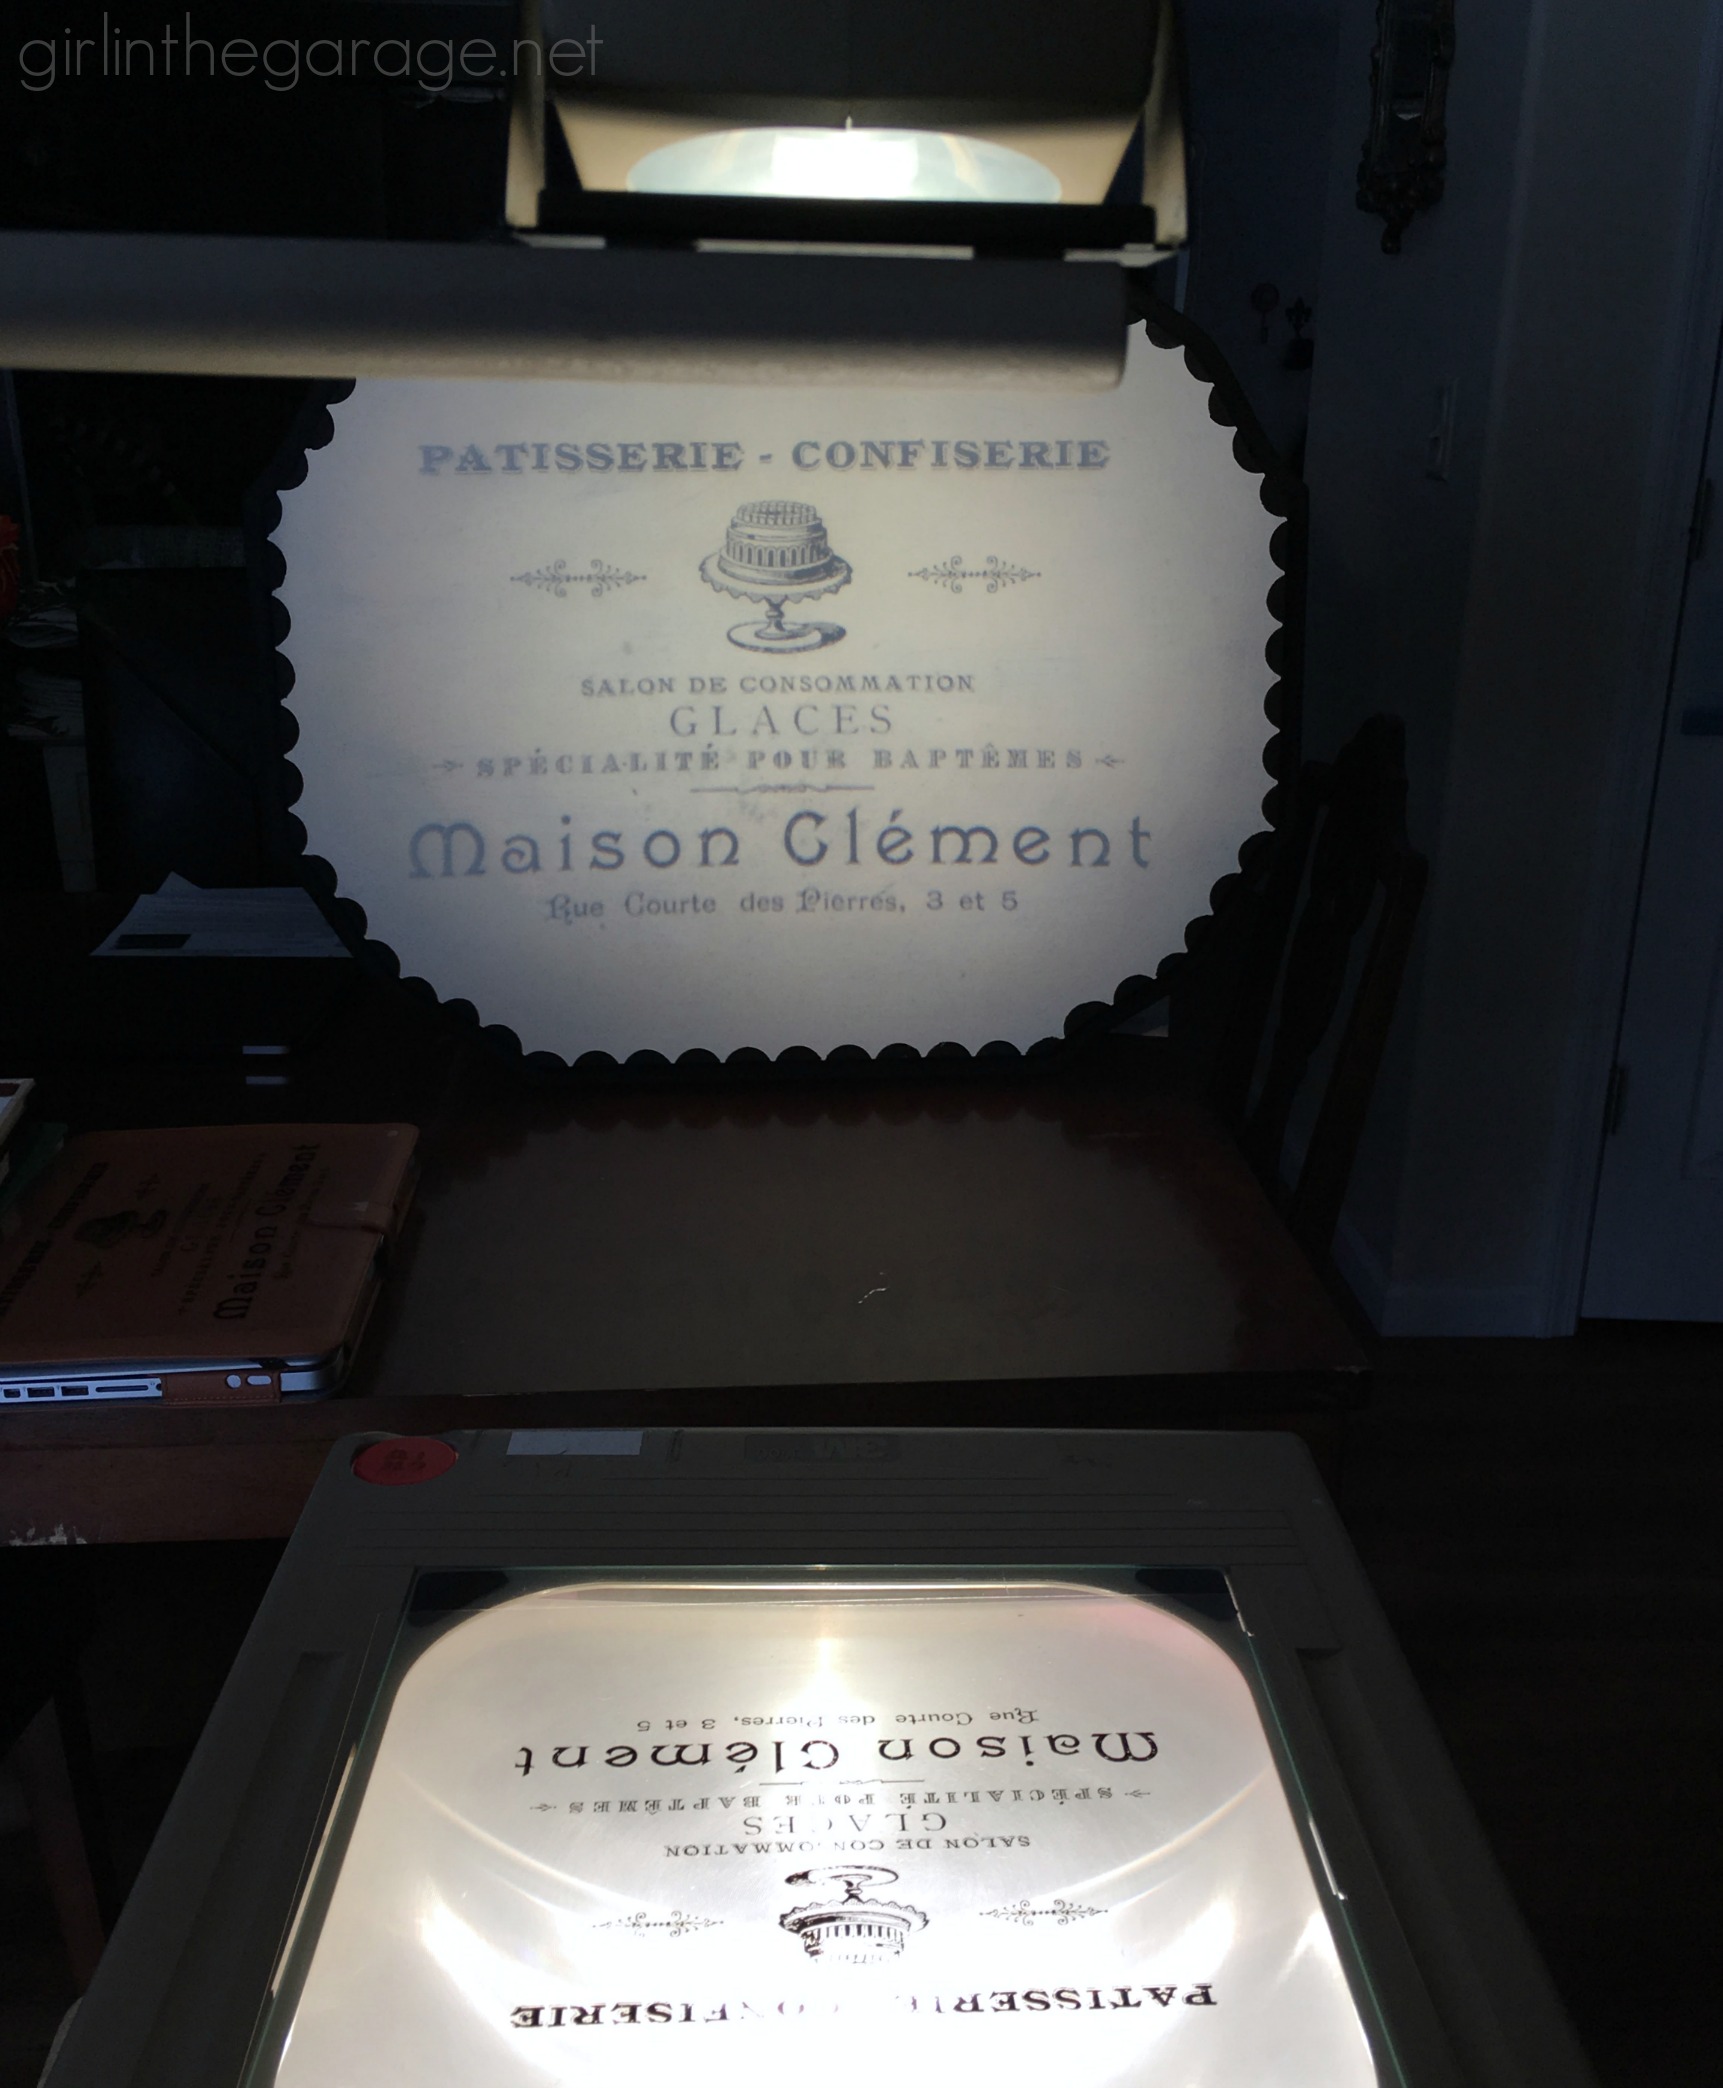 girlinthegarage.net
PATISSERIE - CONFISERIE
SALON DE CONSOMMATION
GLACES
SPÉCIALITÉ POUR BAPTÊMES
Maison Clément
Rue Courte des Pierres, 3 et 5
Maison Clément
3M
Rue Courte des Pierres, 3 et 5
Maison Clément
SPÉCIALITÉ POUR BAPTÊMES
GLACES
SALON DE CONSOMMATION
PATISSERIE CONFISERIE